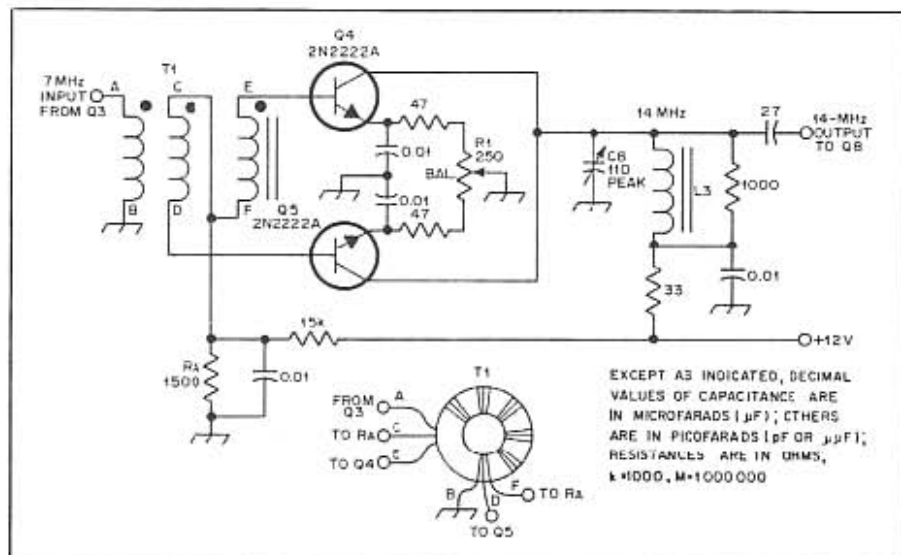 Q4
2N2222A
7 MHz
INPUT
FROM Q3
A
T1
C
E
B
D
F
Q5
2N2222A
47
0.01
0.01
47
R1
250
BAL
14 MHz
C8
110
PEAK
L3
1000
27
14-MHz
OUTPUT
TO Q8
33
0.01
+12V
15k
RA
1500
0.01
T1
FROM
Q3
A
TO RA
C
TO Q4
B
F
TO RA
D
TO Q5
EXCEPT AS INDICATED, DECIMAL
VALUES OF CAPACITANCE ARE
IN MICROFARADS (µF); OTHERS
ARE IN PICOFARADS (pF OR µµF);
RESISTANCES ARE IN OHMS,
k=1000, M=1000000